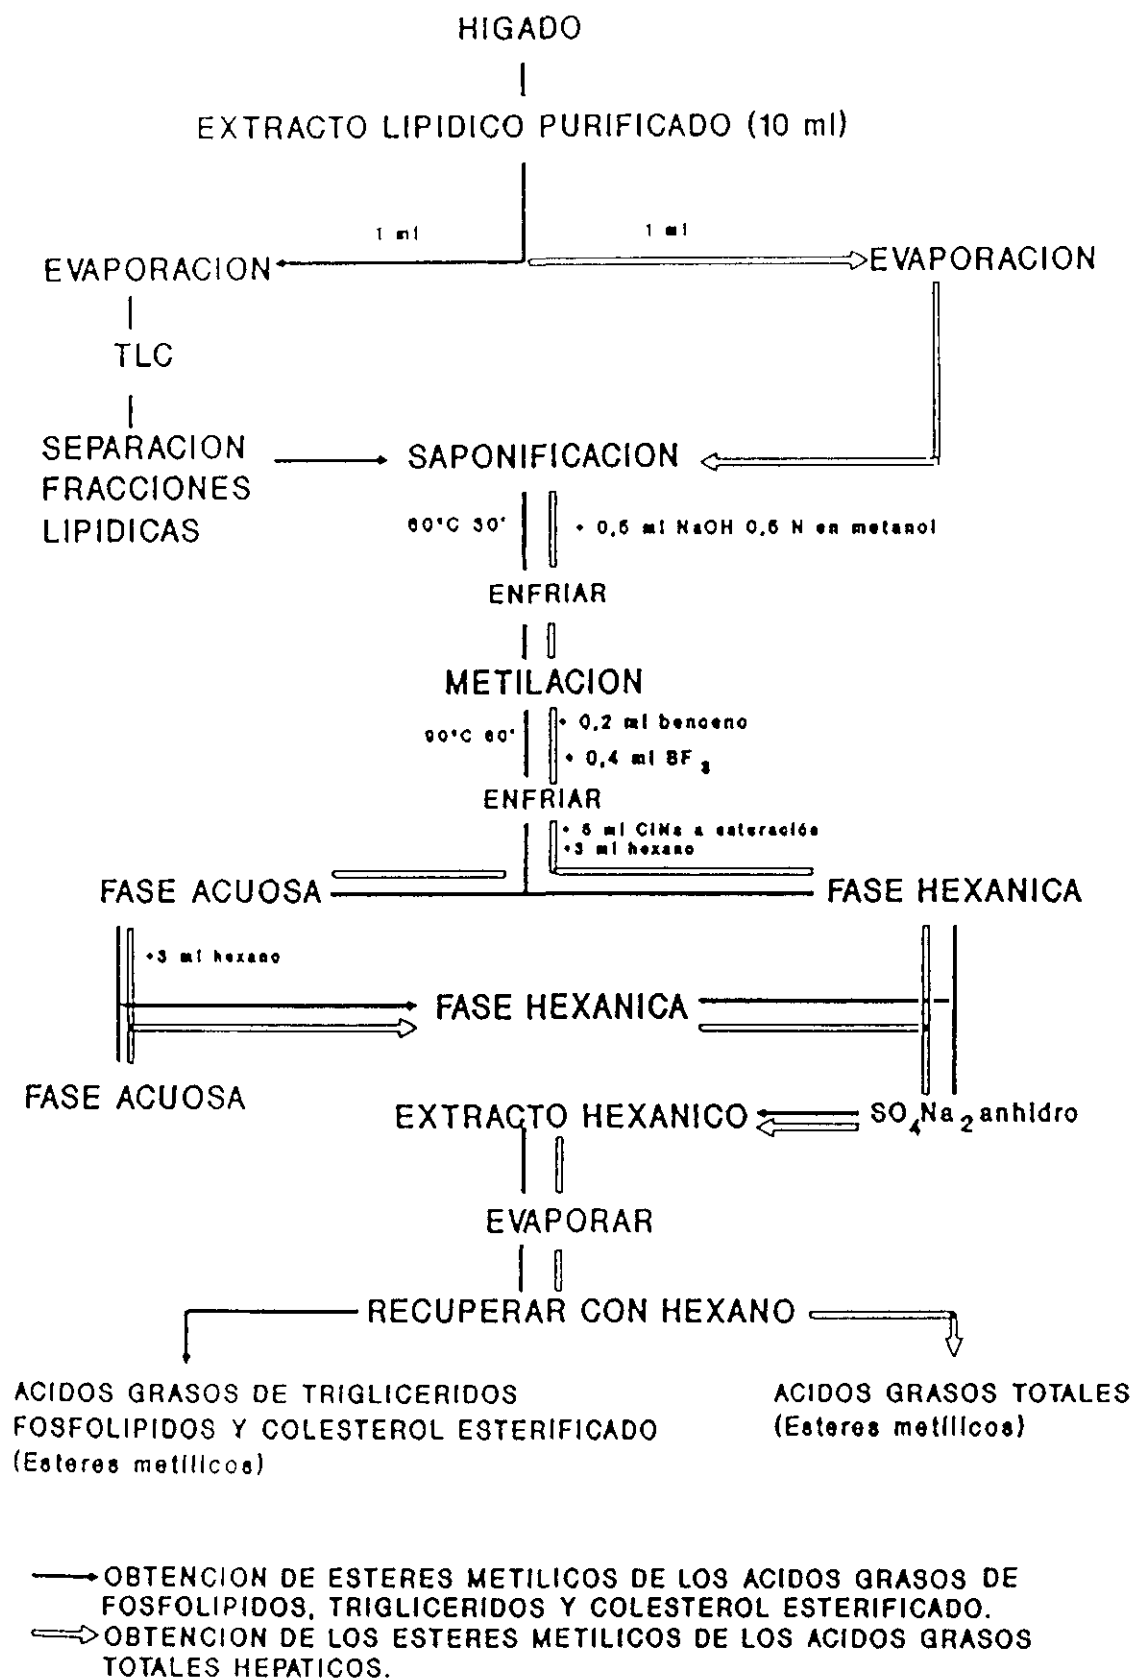 HIGADO
EXTRACTO LIPIDICO PURIFICADO (10 ml)
1 ml
1 ml
EVAPORACION
EVAPORACION
TLC
SEPARACION
FRACCIONES
LIPIDICAS
SAPONIFICACION
60°C 30'
+ 0,5 ml NaOH 0,5 N en metanol
ENFRIAR
METILACION
90°C 60'
+ 0,2 ml benceno
+ 0,4 ml BF3
ENFRIAR
+ 5 ml ClNa a saturación
+3 ml hexano
FASE ACUOSA
FASE HEXANICA
+3 ml hexano
FASE HEXANICA
FASE ACUOSA
EXTRACTO HEXANICO
SO4Na2 anhidro
EVAPORAR
RECUPERAR CON HEXANO
ACIDOS GRASOS DE TRIGLICERIDOS
FOSFOLIPIDOS Y COLESTEROL ESTERIFICADO
(Esteres metílicos)
ACIDOS GRASOS TOTALES
(Esteres metílicos)
OBTENCION DE ESTERES METILICOS DE LOS ACIDOS GRASOS DE
FOSFOLIPIDOS, TRIGLICERIDOS Y COLESTEROL ESTERIFICADO.
OBTENCION DE LOS ESTERES METILICOS DE LOS ACIDOS GRASOS
TOTALES HEPATICOS.